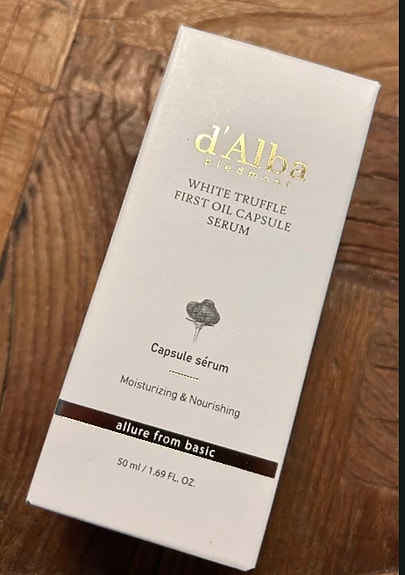 d'Alba
piedmont
WHITE TRUFFLE
FIRST OIL CAPSULE
SERUM
Capsule sérum
Moisturizing & Nourishing
allure from basic
50 ml / 1.69 FL. OZ.